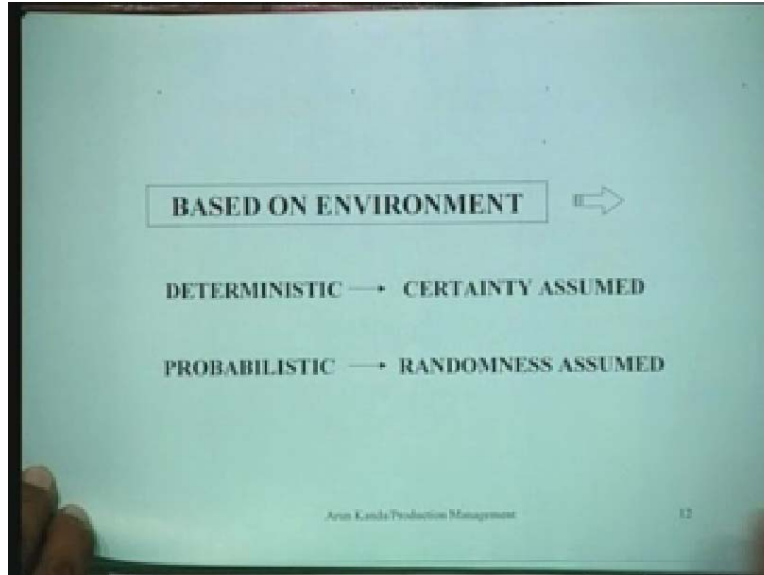 BASED ON ENVIRONMENT
DETERMINISTIC → CERTAINTY ASSUMED
PROBABILISTIC → RANDOMNESS ASSUMED
Arun Kanda/Production Management 12